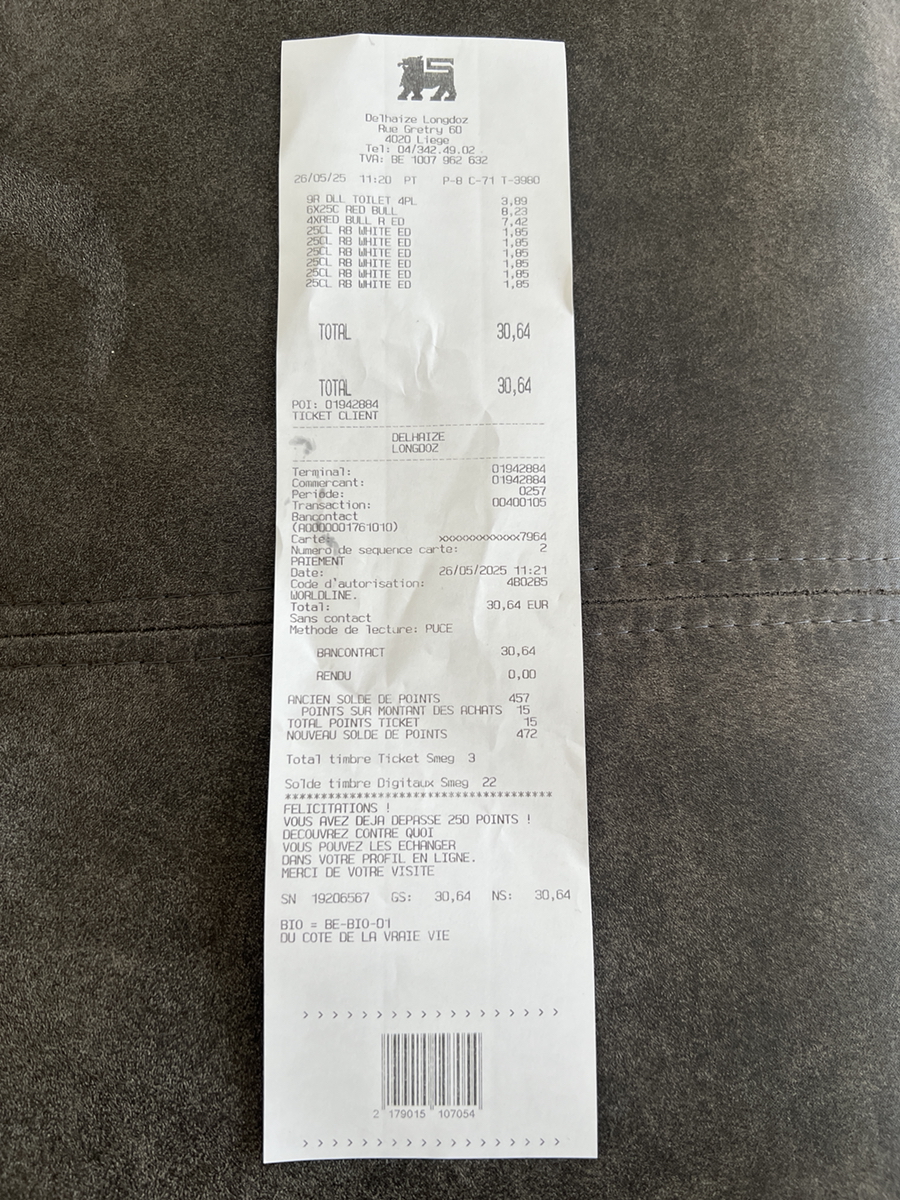 Delhaize Longdoz
Rue Gretry 60
4020 Liege
Tel: 04/342.49.02
TVA: BE 1007 962 632
26/05/25 11:20 PT P-8 C-71 T-3980
9R DLL TOILET 4PL 3,89
6X25C RED BULL 8,23
4XRED BULL R ED 7,42
25CL RB WHITE ED 1,85
25CL RB WHITE ED 1,85
25CL RB WHITE ED 1,85
25CL RB WHITE ED 1,85
25CL RB WHITE ED 1,85
25CL RB WHITE ED 1,85
TOTAL 30,64
TOTAL 30,64
POI: 01942884
TICKET CLIENT
DELHAIZE
LONGDOZ
Terminal: 01942884
Commercant: 01942884
Periode: 0257
Transaction: 00400105
Bancontact
(A0000001761010)
Carte: xxxxxxxxxxxx7964
Numero de sequence carte: 2
PAIEMENT
Date: 26/05/2025 11:21
Code d'autorisation: 480285
WORLDLINE.
Total: 30,64 EUR
Sans contact
Methode de lecture: PUCE
BANCONTACT 30,64
RENDU 0,00
ANCIEN SOLDE DE POINTS 457
POINTS SUR MONTANT DES ACHATS 15
TOTAL POINTS TICKET 15
NOUVEAU SOLDE DE POINTS 472
Total timbre Ticket Smeg 3
Solde timbre Digitaux Smeg 22
****************************************
FELICITATIONS !
VOUS AVEZ DEJA DEPASSE 250 POINTS !
DECOUVREZ CONTRE QUOI
VOUS POUVEZ LES ECHANGER
DANS VOTRE PROFIL EN LIGNE.
MERCI DE VOTRE VISITE
SN 19206567 GS: 30,64 NS: 30,64
BIO = BE-BIO-01
DU COTE DE LA VRAIE VIE
> > > > > > > > > > > > > >
2 179015 107054
> > > > > > > > > > > > > >